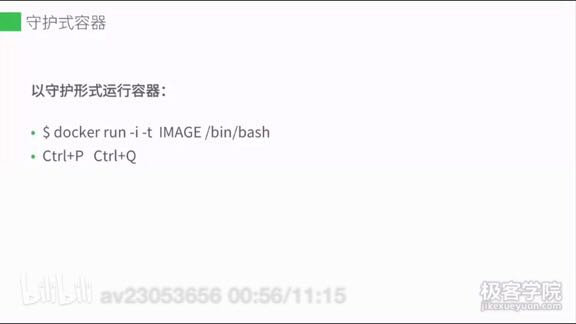 守护式容器
以守护形式运行容器：
• $ docker run -i -t IMAGE /bin/bash
• Ctrl+P Ctrl+Q
bilibili av23053656 00:56/11:15
极客学院
jikexueyuan.com